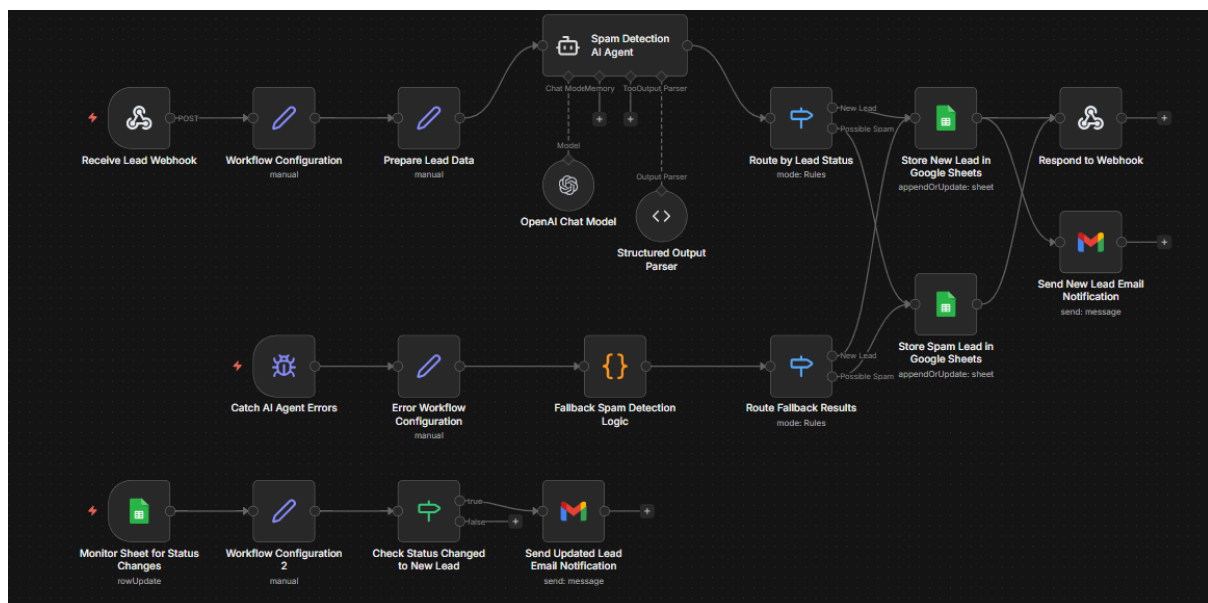 Spam Detection
AI Agent
Chat Model
Memory
Tool
Output Parser
POST
New Lead
Possible Spam
Receive Lead Webhook
Workflow Configuration
manual
Prepare Lead Data
manual
Model
Output Parser
OpenAI Chat Model
Structured Output
Parser
Route by Lead Status
mode: Rules
Store New Lead in
Google Sheets
appendOrUpdate: sheet
Respond to Webhook
Send New Lead Email
Notification
send: message
Store Spam Lead in
Google Sheets
appendOrUpdate: sheet
New Lead
Possible Spam
Catch AI Agent Errors
Error Workflow
Configuration
manual
Fallback Spam Detection
Logic
Route Fallback Results
mode: Rules
true
false
Monitor Sheet for Status
Changes
rowUpdate
Workflow Configuration
2
manual
Check Status Changed
to New Lead
Send Updated Lead
Email Notification
send: message